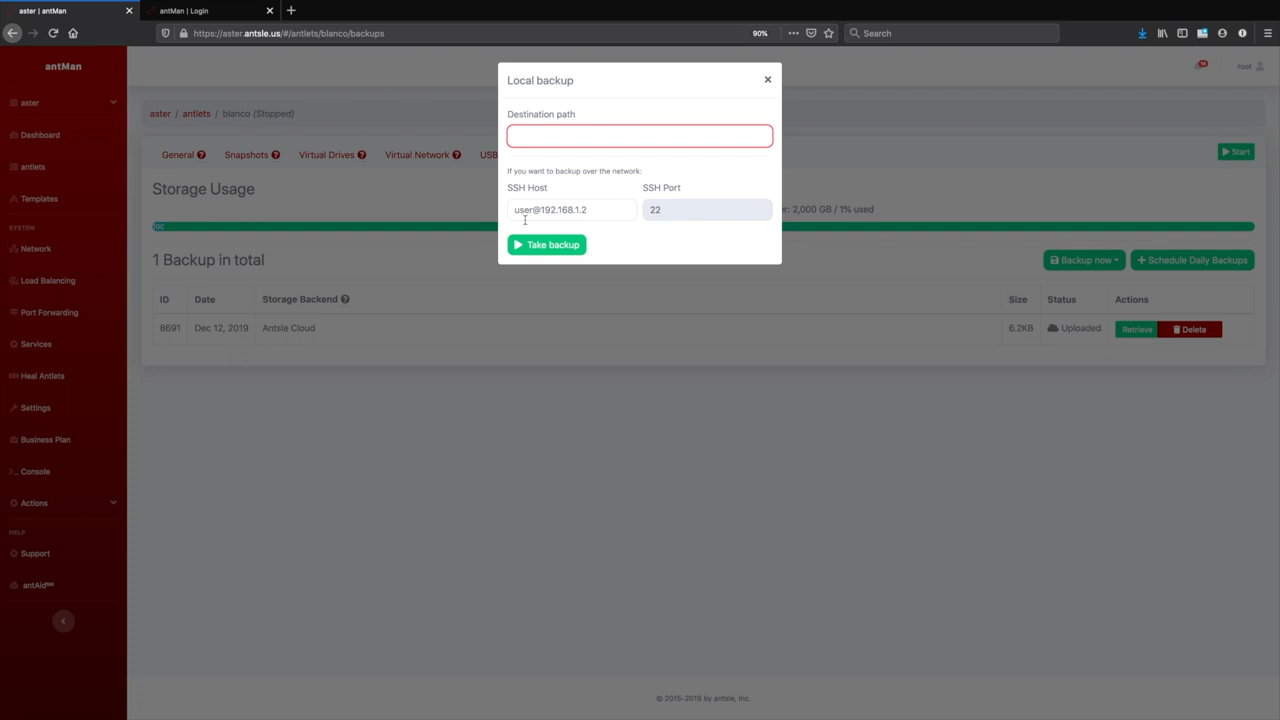 aster | antMan
antMan | Login
https://aster.antsle.us/#/antlets/blanco/backups
90%
Search
antMan
aster
Dashboard
antlets
Templates
SYSTEM
Network
Load Balancing
Port Forwarding
Services
Heal Antlets
Settings
Business Plan
Console
Actions
HELP
Support
antAid℠
root
aster / antlets / blanco (Stopped)
General
Snapshots
Virtual Drives
Virtual Network
USB
Start
Storage Usage
2,000 GB / 1% used
1 Backup in total
Backup now
Schedule Daily Backups
ID Date Storage Backend Size Status Actions
8691 Dec 12, 2019 Antsle Cloud 6.2KB Uploaded Retrieve Delete
Local backup
Destination path
If you want to backup over the network:
SSH Host SSH Port
user@192.168.1.2 22
Take backup
© 2015-2019 by antsle, Inc.